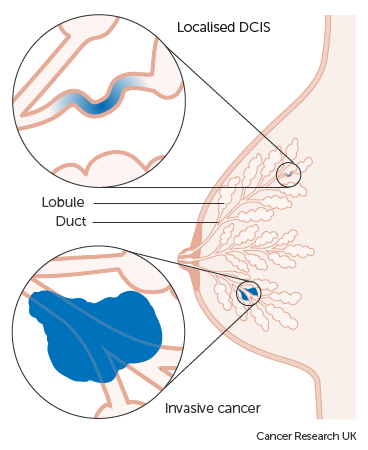 Localised DCIS
Lobule
Duct
Invasive cancer
Cancer Research UK